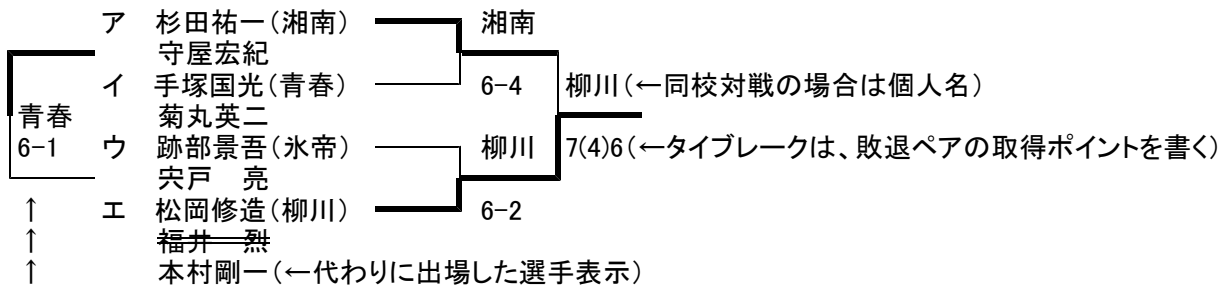 ア 杉田祐一(湘南) 湘南
守屋宏紀
イ 手塚国光(青春) 6-4 柳川(←同校対戦の場合は個人名)
青春 菊丸英二
6-1 ウ 跡部景吾(氷帝) 柳川 7(4)6(←タイブレークは、敗退ペアの取得ポイントを書く)
宍戸 亮
↑ エ 松岡修造(柳川) 6-2
↑ 福井 烈
↑ 本村剛一(←代わりに出場した選手表示)